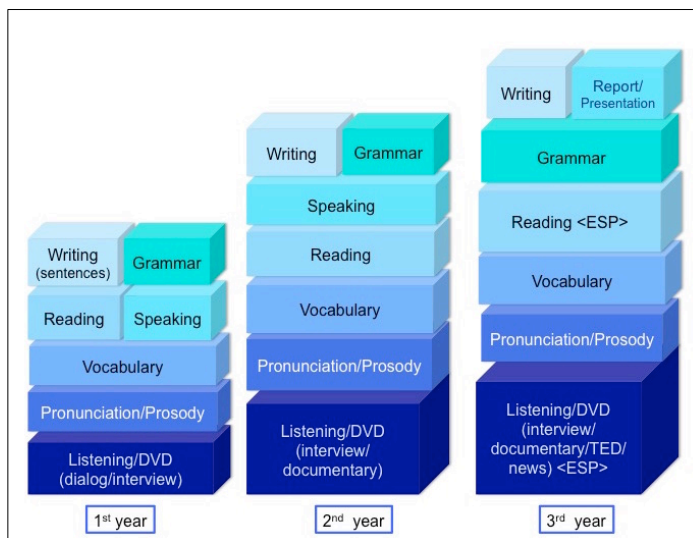 Writing
(sentences)
Grammar
Reading
Speaking
Vocabulary
Pronunciation/Prosody
Listening/DVD
(dialog/interview)
1st year
Writing
Grammar
Speaking
Reading
Vocabulary
Pronunciation/Prosody
Listening/DVD
(interview/
documentary)
2nd year
Writing
Report/
Presentation
Grammar
Reading <ESP>
Vocabulary
Pronunciation/Prosody
Listening/DVD
(interview/
documentary/TED/
news) <ESP>
3rd year